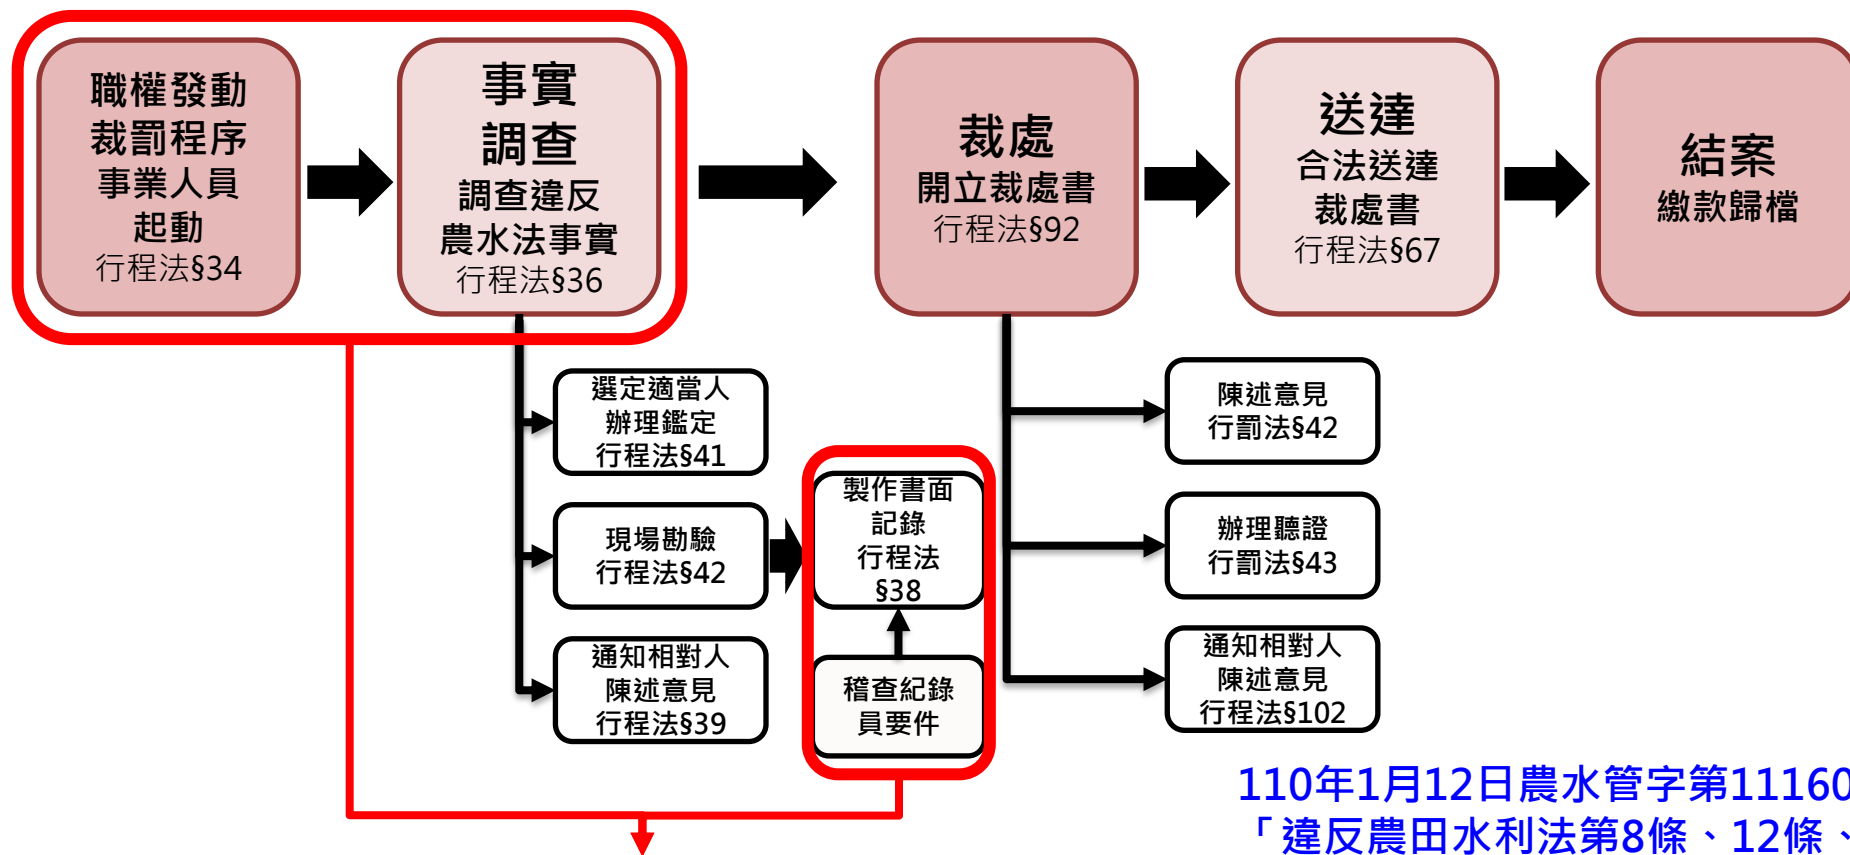 職權發動
裁罰程序
事業人員
起動
行程法§34
事實
調查
調查違反
農水法事實
行程法§36
裁處
開立裁處書
行程法§92
送達
合法送達
裁處書
行程法§67
結案
繳款歸檔
選定適當人
辦理鑑定
行程法§41
現場勘驗
行程法§42
通知相對人
陳述意見
行程法§39
製作書面
記錄
行程法
§38
稽查紀錄
員要件
陳述意見
行罰法§42
辦理聽證
行罰法§43
通知相對人
陳述意見
行程法§102
110年1月12日農水管字第11160
「違反農田水利法第8條、12條、